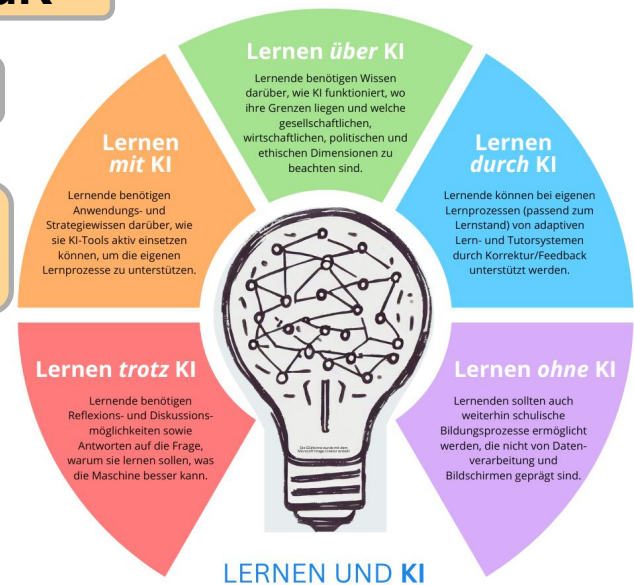 Lernen über KI
Lernende benötigen Wissen
darüber, wie KI funktioniert, wo
ihre Grenzen liegen und welche
gesellschaftlichen,
wirtschaftlichen, politischen und
ethischen Dimensionen zu
beachten sind.
Lernen
mit KI
Lernende benötigen
Anwendungs- und
Strategiewissen darüber, wie
sie KI-Tools aktiv einsetzen
können, um die eigenen
Lernprozesse zu unterstützen.
Lernen
durch KI
Lernende können bei eigenen
Lernprozessen (passend zum
Lernstand) von adaptiven
Lern- und Tutorsystemen
durch Korrektur/Feedback
unterstützt werden.
Lernen trotz KI
Lernende benötigen
Reflexions- und Diskussions-
möglichkeiten sowie
Antworten auf die Frage,
warum sie lernen sollen, was
die Maschine besser kann.
Lernen ohne KI
Lernenden sollten auch
weiterhin schulische
Bildungsprozesse ermöglicht
werden, die nicht von Daten-
verarbeitung und
Bildschirmen geprägt sind.
LERNEN UND KI